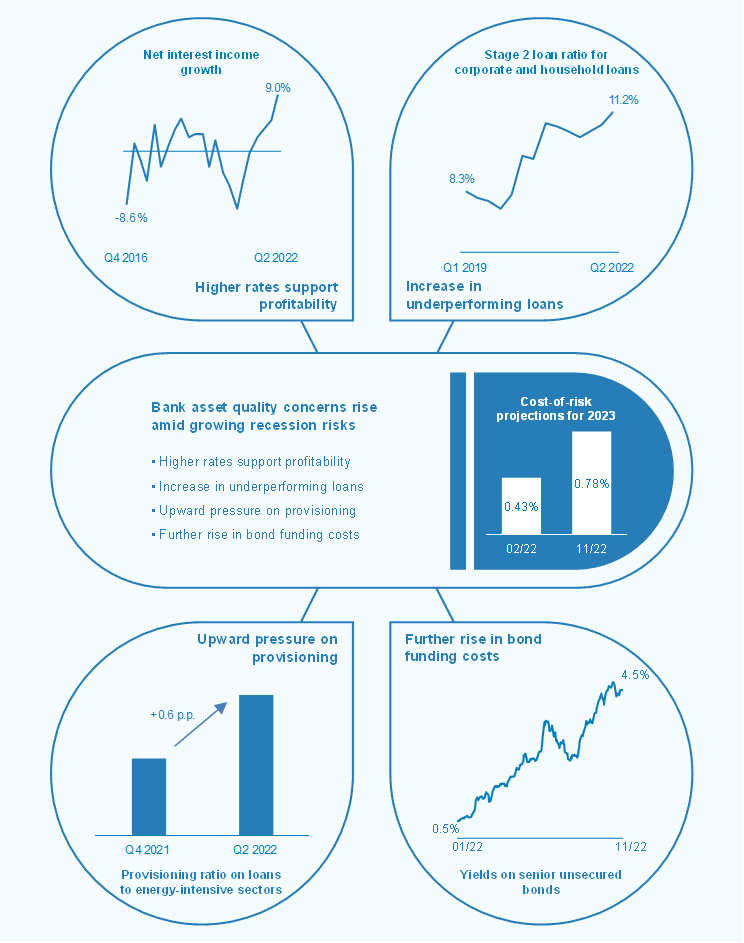 Net interest income
growth
9.0%
-8.6%
Q4 2016
Q2 2022
Higher rates support
profitability
Stage 2 loan ratio for
corporate and household loans
11.2%
8.3%
Q1 2019
Q2 2022
Increase in
underperforming loans
Bank asset quality concerns rise
amid growing recession risks
▪ Higher rates support profitability
▪ Increase in underperforming loans
▪ Upward pressure on provisioning
▪ Further rise in bond funding costs
Cost-of-risk
projections for 2023
0.43%
0.78%
02/22
11/22
Upward pressure on
provisioning
+0.6 p.p.
Q4 2021
Q2 2022
Provisioning ratio on loans
to energy-intensive sectors
Further rise in bond
funding costs
4.5%
0.5%
01/22
11/22
Yields on senior unsecured
bonds